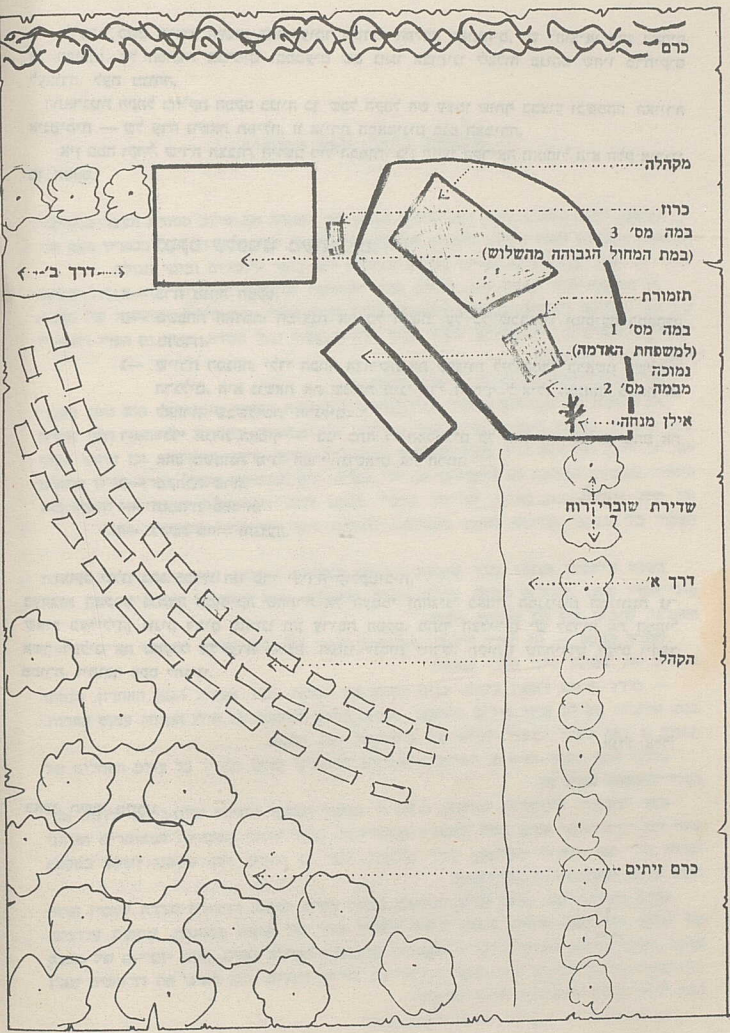 כרם
מקהלה
כרוז
במה מס' 3
(במת המחול הגבוהה מהשלוש)
דרך ב'
תזמורת
במה מס'
(למשפחת האדמה)
נמוכה
מבמה מס' 2
אילן מנחה
שדירת שוברי־רוח
דרך א'
הקהל
כרם זיתים